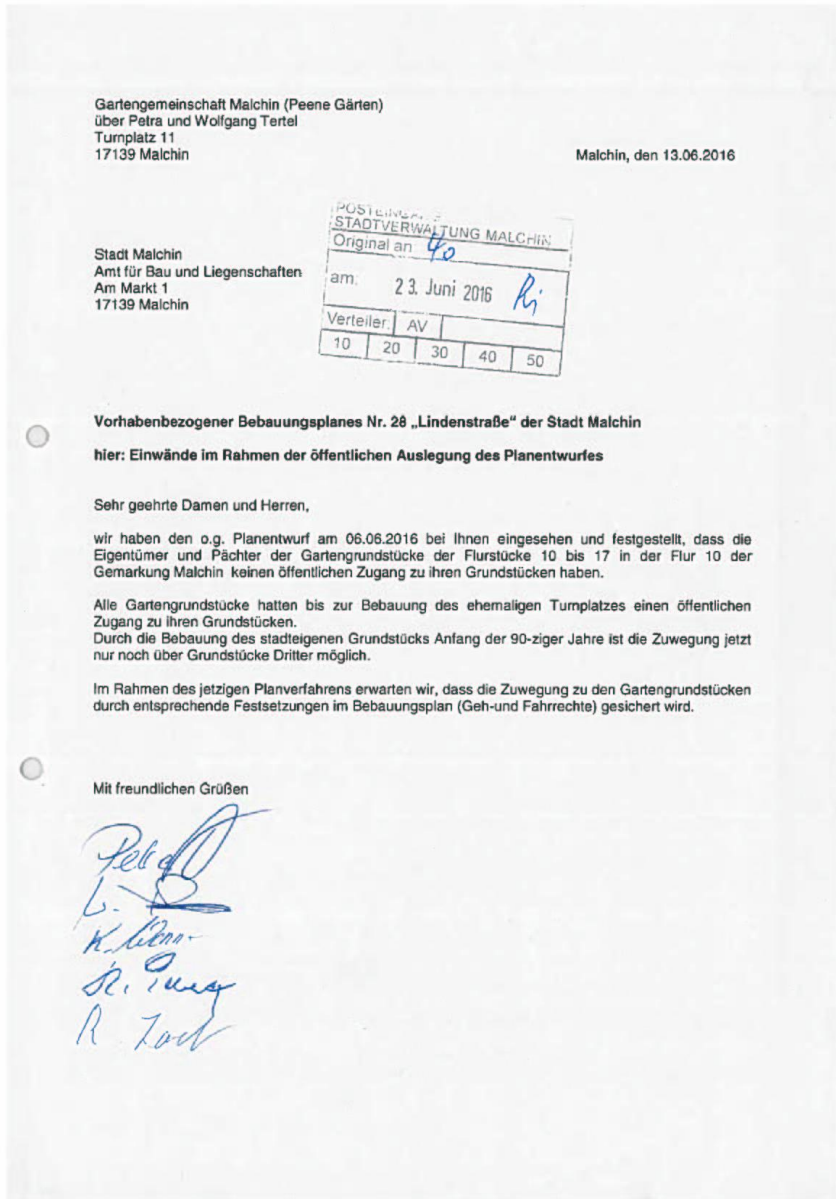 Gartengemeinschaft Malchin (Peene Gärten)
über Petra und Wolfgang Tertel
Turnplatz 11
17139 Malchin
Malchin, den 13.06.2016
STADTVERWALTUNG MALCHIN
Original an: 40
am: 23. Juni 2016
Verteiler: AV
10 20 30 40 50
Stadt Malchin
Amt für Bau und Liegenschaften
Am Markt 1
17139 Malchin
Vorhabenbezogener Bebauungsplanes Nr. 28 „Lindenstraße“ der Stadt Malchin
hier: Einwände im Rahmen der öffentlichen Auslegung des Planentwurfes
Sehr geehrte Damen und Herren,
wir haben den o.g. Planentwurf am 06.06.2016 bei Ihnen eingesehen und festgestellt, dass die
Eigentümer und Pächter der Gartengrundstücke der Flurstücke 10 bis 17 in der Flur 10 der
Gemarkung Malchin keinen öffentlichen Zugang zu ihren Grundstücken haben.
Alle Gartengrundstücke hatten bis zur Bebauung des ehemaligen Turnplatzes einen öffentlichen
Zugang zu ihren Grundstücken.
Durch die Bebauung des stadteigenen Grundstücks Anfang der 90-ziger Jahre ist die Zuwegung jetzt
nur noch über Grundstücke Dritter möglich.
Im Rahmen des jetzigen Planverfahrens erwarten wir, dass die Zuwegung zu den Gartengrundstücken
durch entsprechende Festsetzungen im Bebauungsplan (Geh-und Fahrrechte) gesichert wird.
Mit freundlichen Grüßen